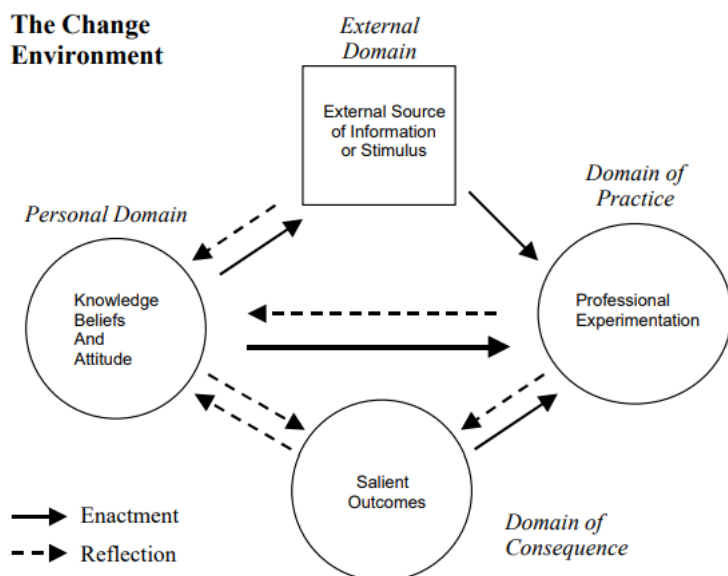 The Change
Environment
External
Domain
External Source
of Information
or Stimulus
Domain of
Practice
Personal Domain
Knowledge
Beliefs
And
Attitude
Professional
Experimentation
Salient
Outcomes
Enactment
Reflection
Domain of
Consequence